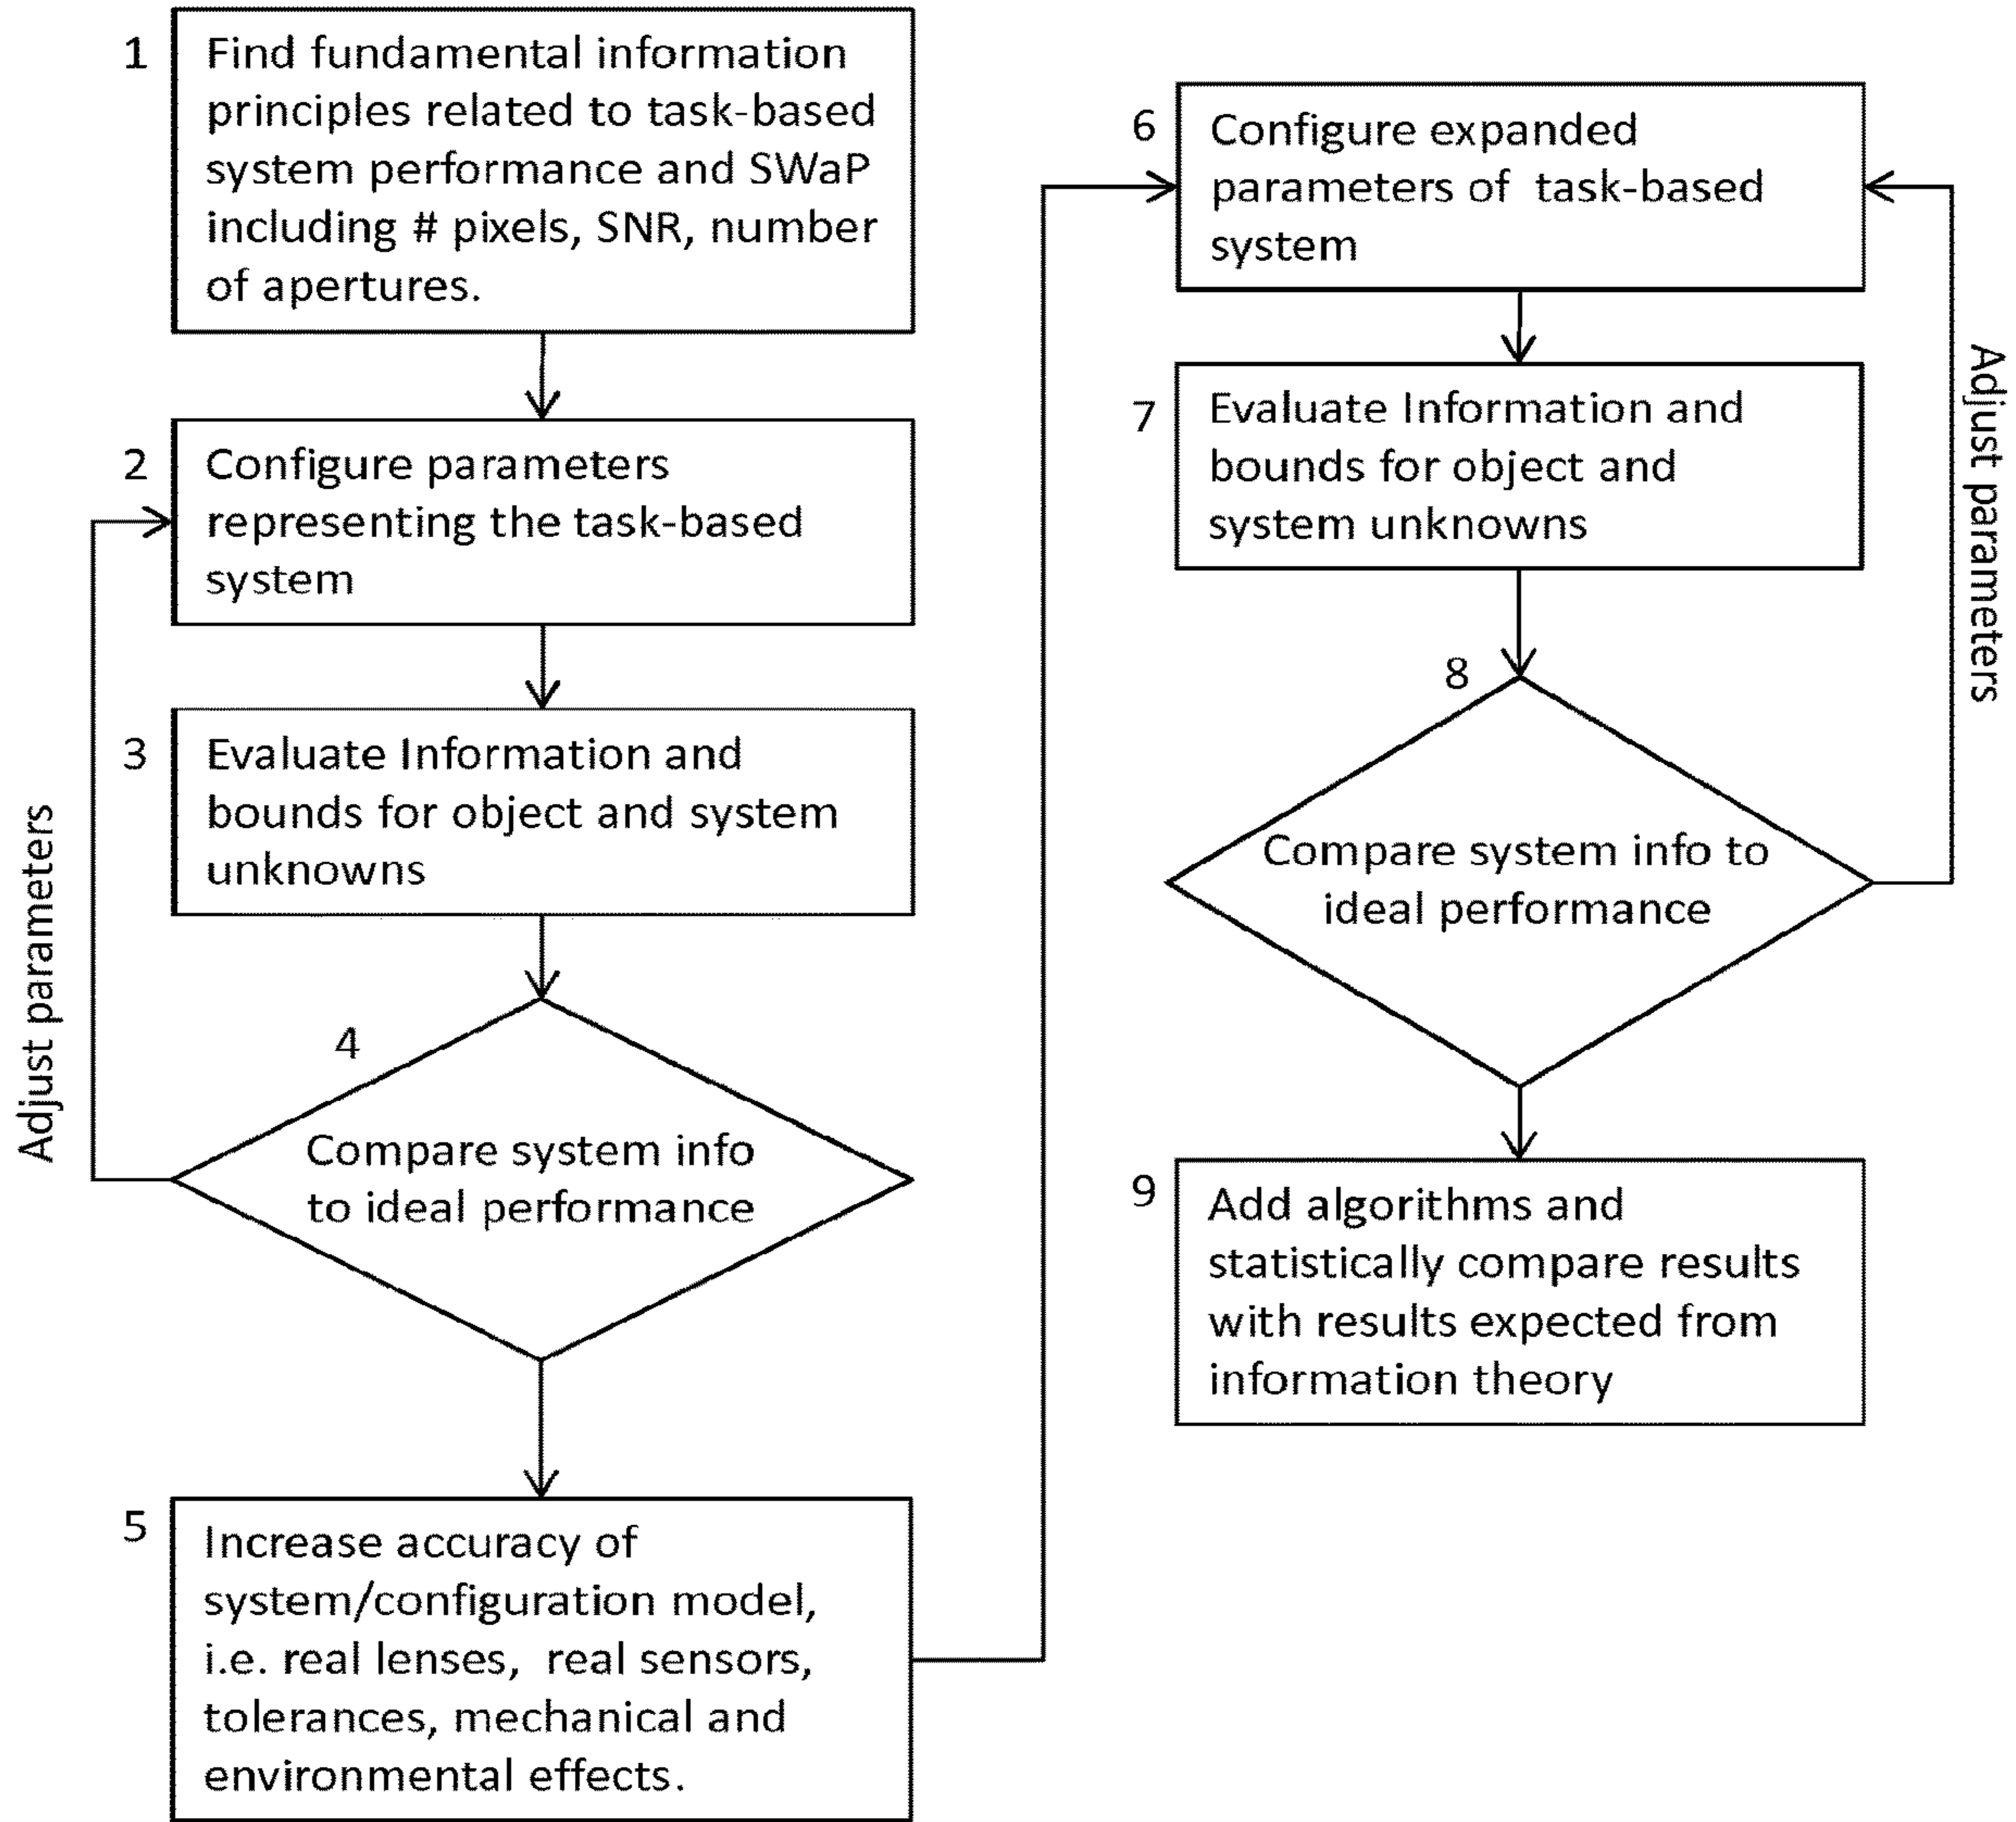 1
Find fundamental information
principles related to task-based
system performance and SWaP
including # pixels, SNR, number
of apertures.
2
Configure parameters
representing the task-based
system
3
Evaluate Information and
bounds for object and system
unknowns
Adjust parameters
4
Compare system info
to ideal performance
5
Increase accuracy of
system/configuration model,
i.e. real lenses, real sensors,
tolerances, mechanical and
environmental effects.
6
Configure expanded
parameters of task-based
system
7
Evaluate Information and
bounds for object and
system unknowns
Adjust parameters
8
Compare system info to
ideal performance
9
Add algorithms and
statistically compare results
with results expected from
information theory